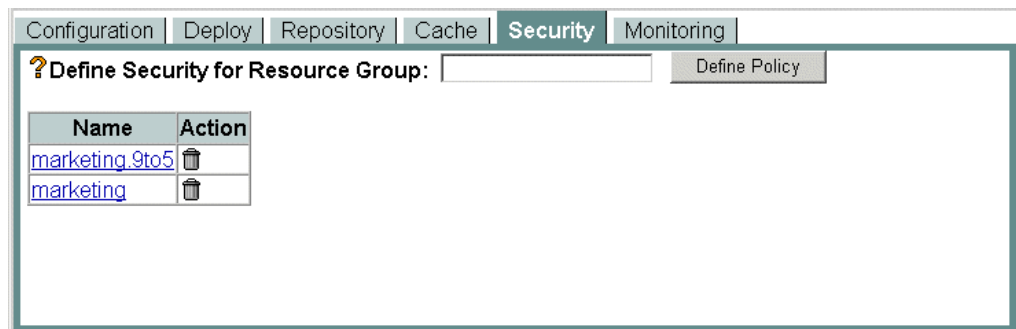 Configuration Deploy Repository Cache Security Monitoring
?Define Security for Resource Group: Define Policy
Name Action
marketing.9to5
marketing